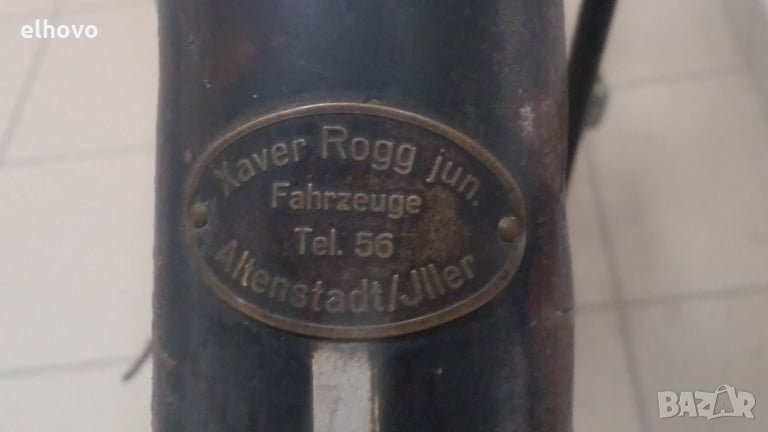 elhovo
Xaver Rogg jun.
Fahrzeuge
Tel. 56
Altenstadt/Jller
BAZAR